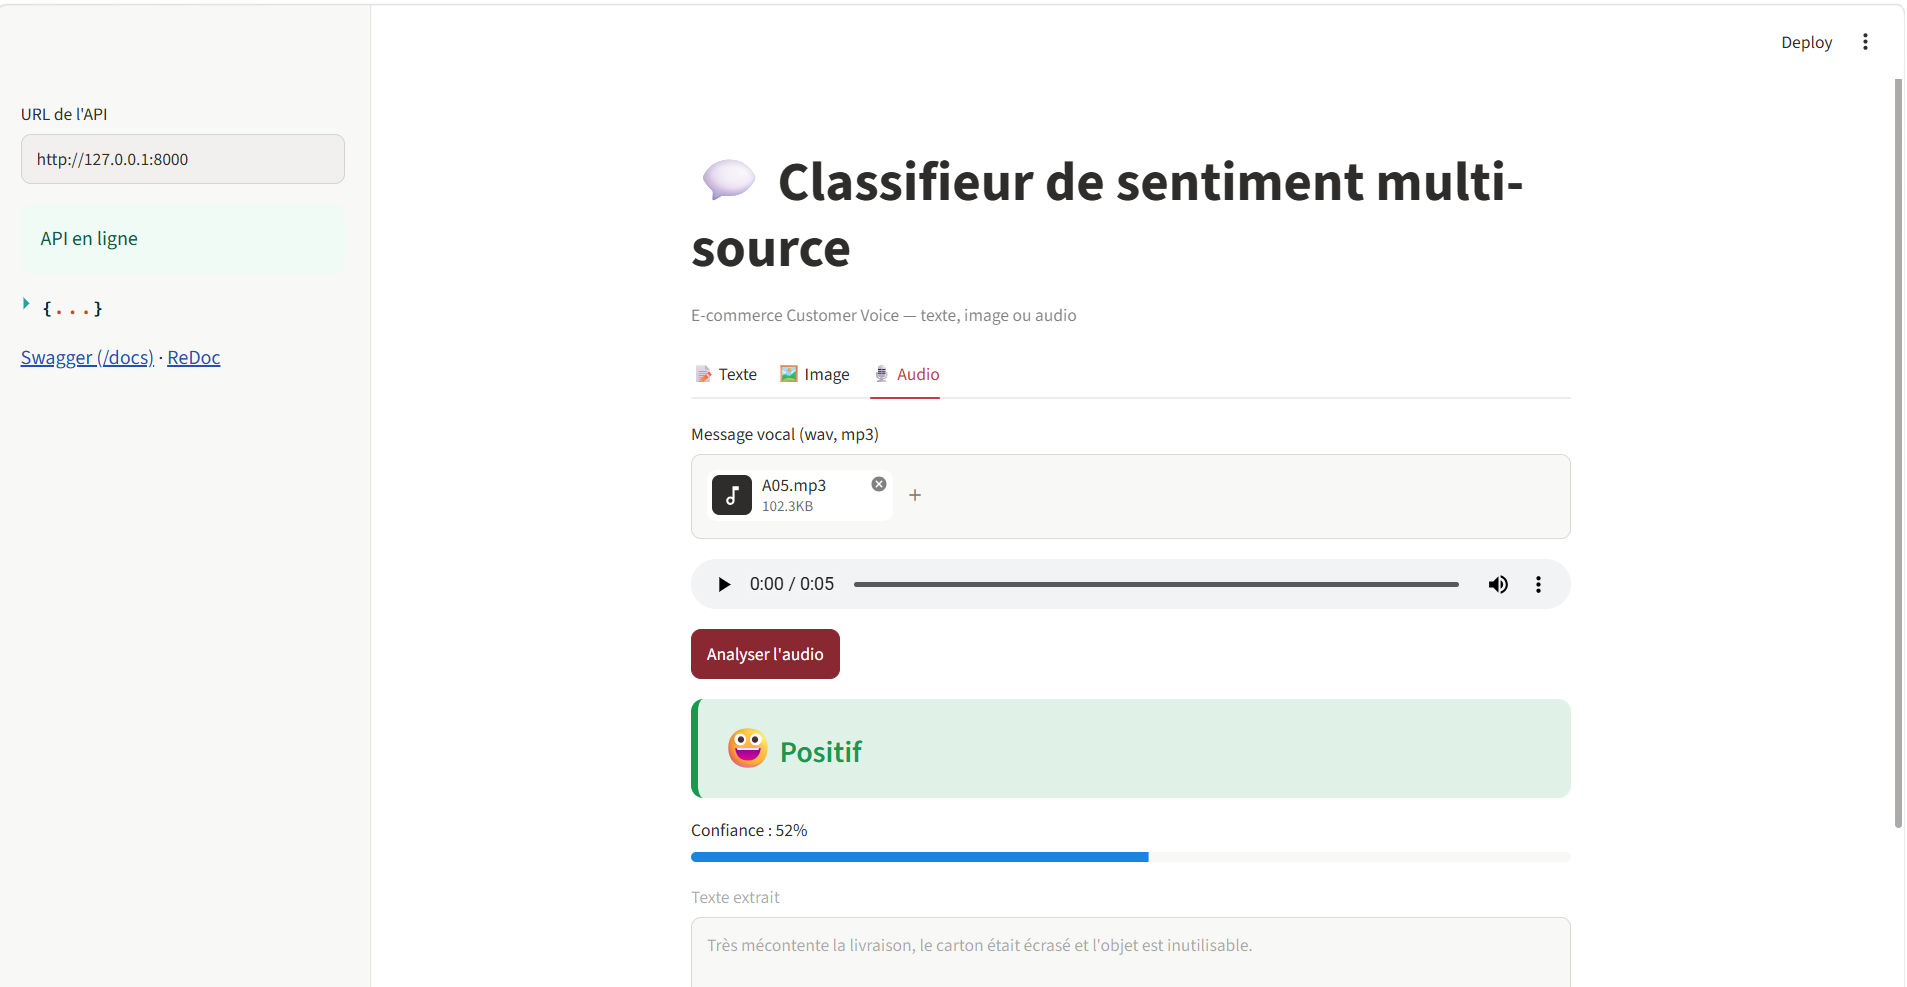 Deploy
URL de l'API
http://127.0.0.1:8000
API en ligne
{...}
Swagger (/docs) · ReDoc
Classifieur de sentiment multi-
source
E-commerce Customer Voice — texte, image ou audio
Texte Image Audio
Message vocal (wav, mp3)
A05.mp3
102.3KB
0:00 / 0:05
Analyser l'audio
Positif
Confiance : 52%
Texte extrait
Très mécontente la livraison, le carton était écrasé et l'objet est inutilisable.